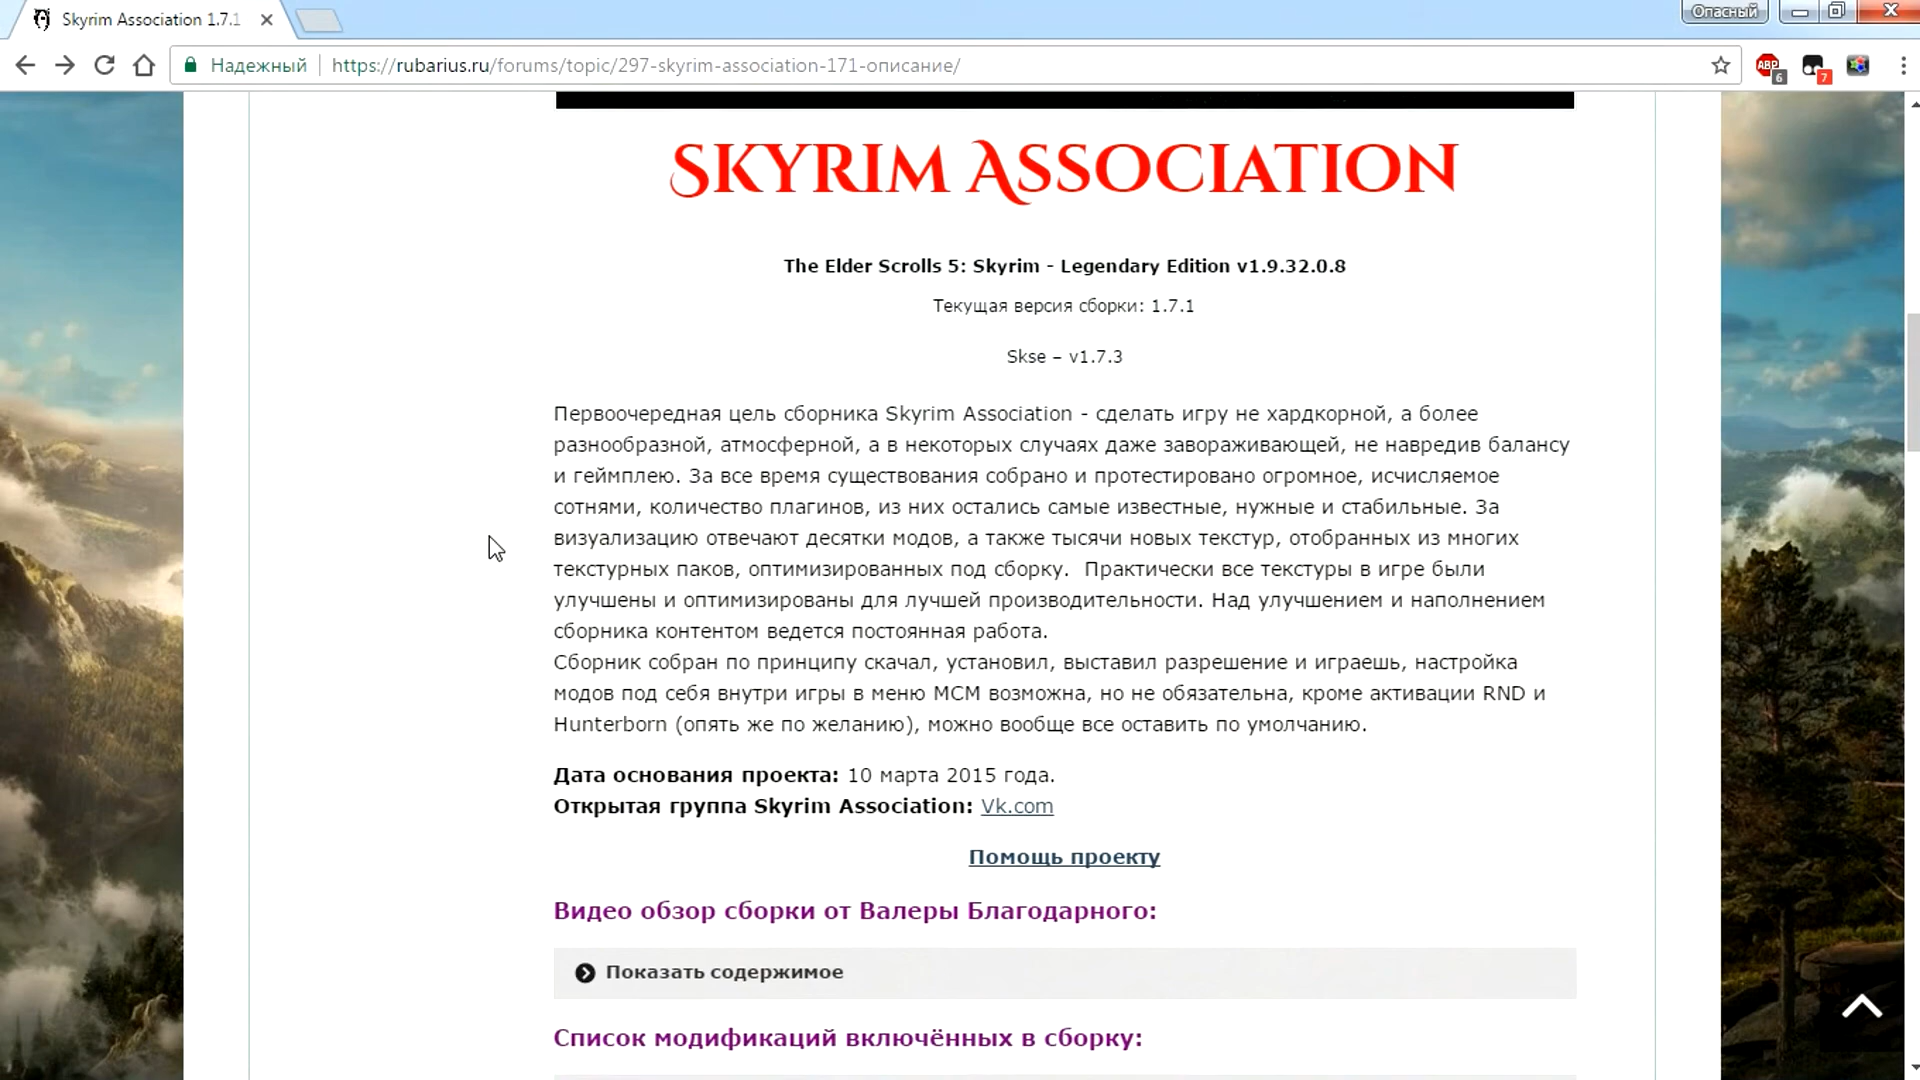 Skyrim Association 1.7.1
Опасный
Надежный
https://rubarius.ru/forums/topic/297-skyrim-association-171-описание/
ABP
6
7
SKYRIM ASSOCIATION
The Elder Scrolls 5: Skyrim - Legendary Edition v1.9.32.0.8
Текущая версия сборки: 1.7.1
Skse – v1.7.3
Первоочередная цель сборника Skyrim Association - сделать игру не хардкорной, а более
разнообразной, атмосферной, а в некоторых случаях даже завораживающей, не навредив балансу
и геймплею. За все время существования собрано и протестировано огромное, исчисляемое
сотнями, количество плагинов, из них остались самые известные, нужные и стабильные. За
визуализацию отвечают десятки модов, а также тысячи новых текстур, отобранных из многих
текстурных паков, оптимизированных под сборку.  Практически все текстуры в игре были
улучшены и оптимизированы для лучшей производительности. Над улучшением и наполнением
сборника контентом ведется постоянная работа.
Сборник собран по принципу скачал, установил, выставил разрешение и играешь, настройка
модов под себя внутри игры в меню МСМ возможна, но не обязательна, кроме активации RND и
Hunterborn (опять же по желанию), можно вообще все оставить по умолчанию.
Дата основания проекта: 10 марта 2015 года.
Открытая группа Skyrim Association: Vk.com
Помощь проекту
Видео обзор сборки от Валеры Благодарного:
Показать содержимое
Список модификаций включённых в сборку: